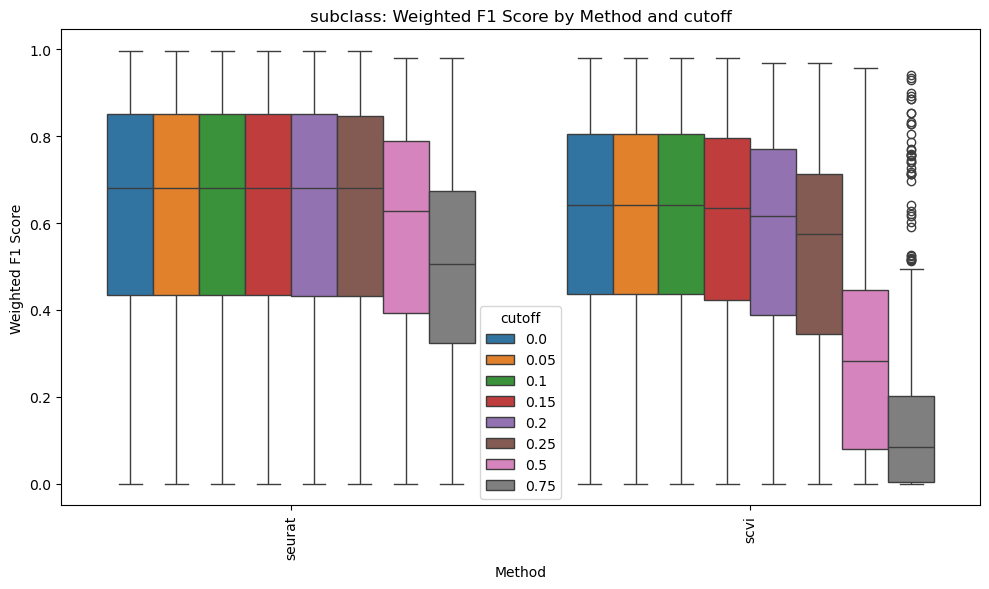 subclass: Weighted F1 Score by Method and cutoff
Weighted F1 Score
1.0
0.8
0.6
0.4
0.2
0.0
cutoff
0.0
0.05
0.1
0.15
0.2
0.25
0.5
0.75
seurat
scvi
Method